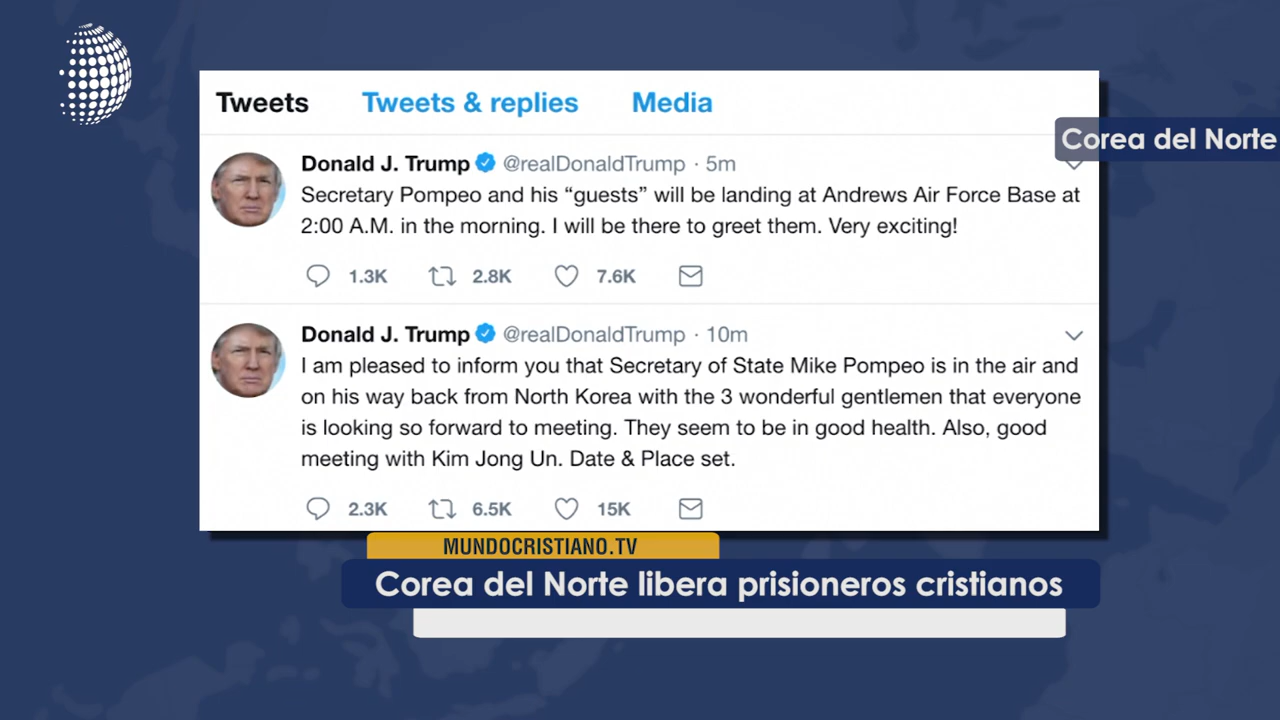 Tweets Tweets & replies Media
Corea del Norte
Donald J. Trump @realDonaldTrump · 5m
Secretary Pompeo and his “guests” will be landing at Andrews Air Force Base at
2:00 A.M. in the morning. I will be there to greet them. Very exciting!
1.3K 2.8K 7.6K
Donald J. Trump @realDonaldTrump · 10m
I am pleased to inform you that Secretary of State Mike Pompeo is in the air and
on his way back from North Korea with the 3 wonderful gentlemen that everyone
is looking so forward to meeting. They seem to be in good health. Also, good
meeting with Kim Jong Un. Date & Place set.
2.3K 6.5K 15K
MUNDOCRISTIANO.TV
Corea del Norte libera prisioneros cristianos